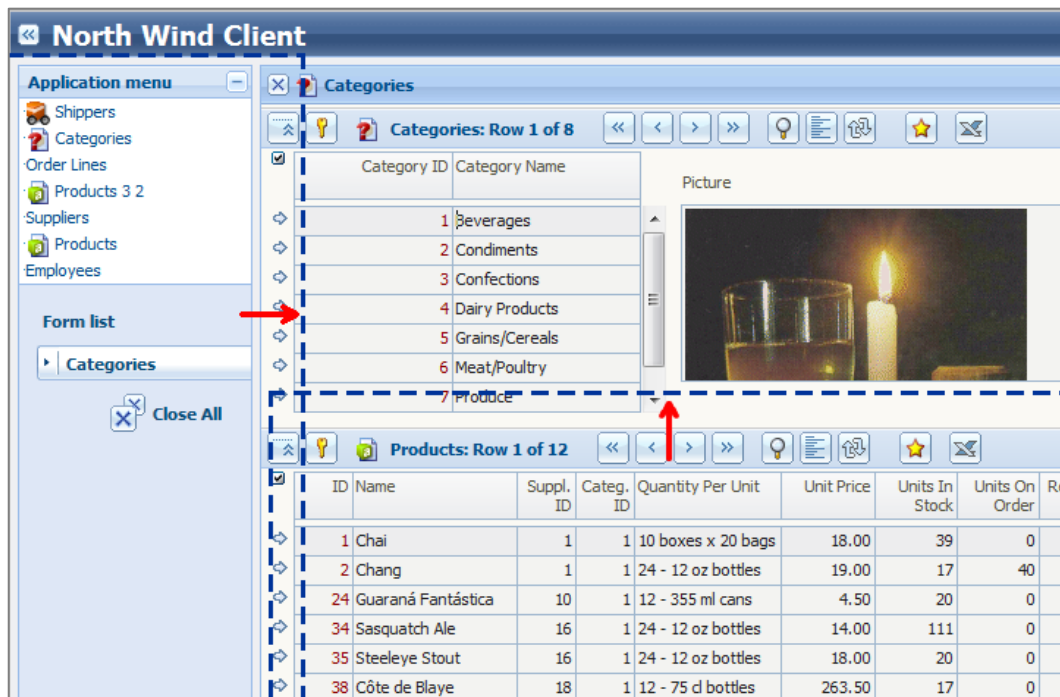 North Wind Client
Application menu
Shippers
Categories
Order Lines
Products 3 2
Suppliers
Products
Employees
Form list
Categories
Close All
Categories
Categories: Row 1 of 8
Category ID Category Name
Picture
1 Beverages
2 Condiments
3 Confections
4 Dairy Products
5 Grains/Cereals
6 Meat/Poultry
7 Produce
Products: Row 1 of 12
ID Name Suppl. ID Categ. ID Quantity Per Unit Unit Price Units In Stock Units On Order
1 Chai 1 1 10 boxes x 20 bags 18.00 39 0
2 Chang 1 1 24 - 12 oz bottles 19.00 17 40
24 Guaraná Fantástica 10 1 12 - 355 ml cans 4.50 20 0
34 Sasquatch Ale 16 1 24 - 12 oz bottles 14.00 111 0
35 Steeleye Stout 16 1 24 - 12 oz bottles 18.00 20 0
38 Côte de Blaye 18 1 12 - 75 cl bottles 263.50 17 0